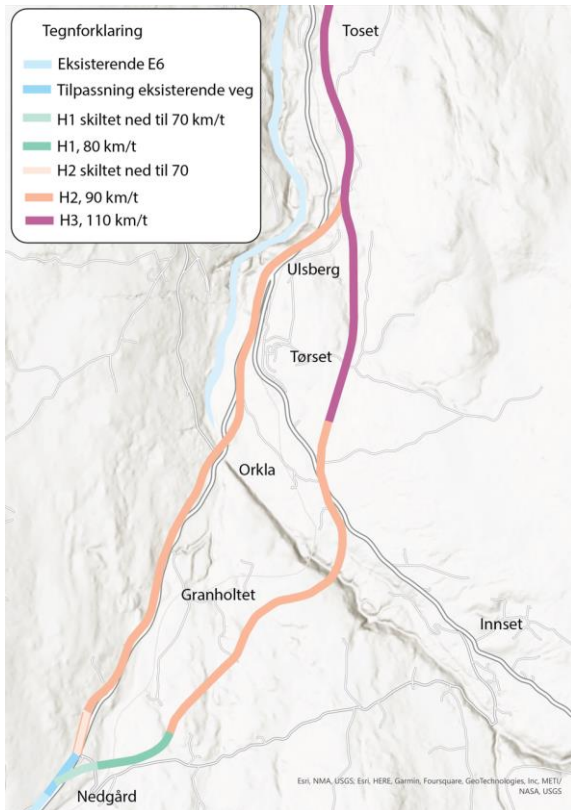 Tegnforklaring
Eksisterende E6
Tilpassning eksisterende veg
H1 skiltet ned til 70 km/t
H1, 80 km/t
H2 skiltet ned til 70
H2, 90 km/t
H3, 110 km/t
Toset
Ulsberg
Tørset
Orkla
Granholtet
Innset
Nedgård
Esri, NMA, USGS; Esri, HERE, Garmin, Foursquare, GeoTechnologies, Inc, METI/
NASA, USGS